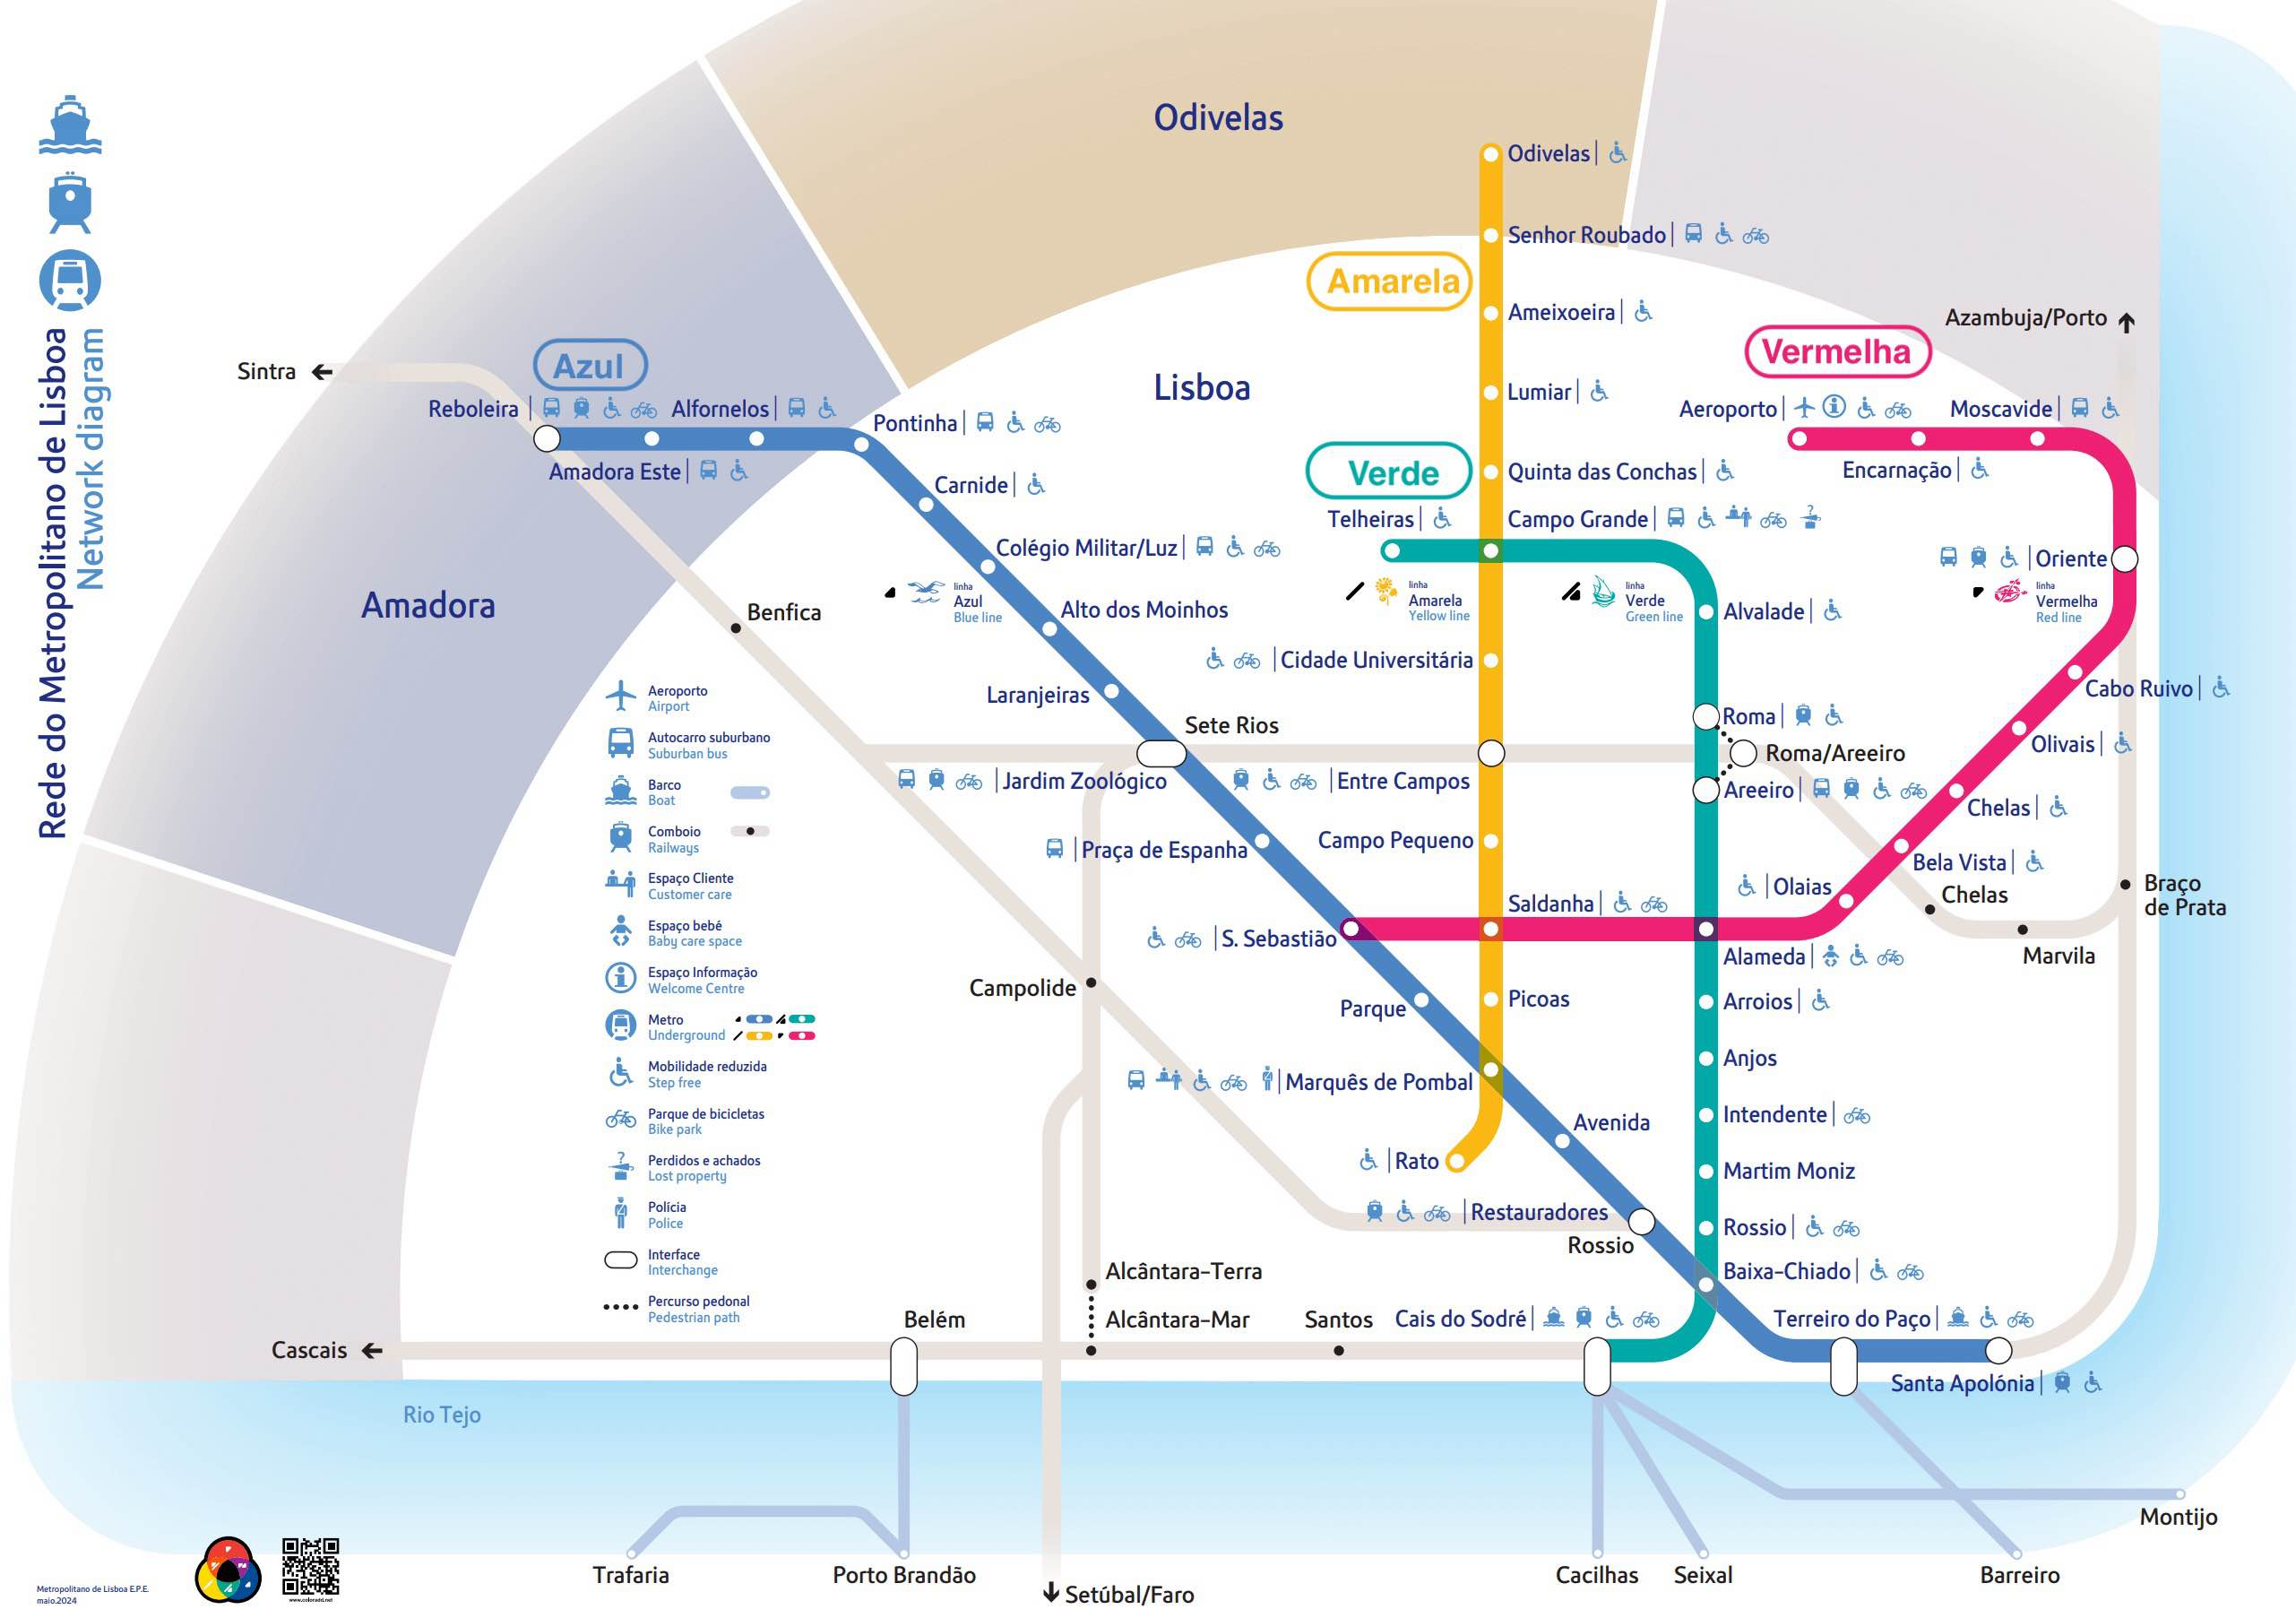 Rede do Metropolitano de Lisboa
Network diagram
Odivelas
Lisboa
Amadora
Azul
Amarela
Verde
Vermelha
Odivelas
Senhor Roubado
Ameixoeira
Lumiar
Quinta das Conchas
Campo Grande
Telheiras
Azambuja/Porto
Aeroporto
Moscavide
Encarnação
Oriente
Sintra
Reboleira
Alfornelos
Amadora Este
Pontinha
Carnide
Colégio Militar/Luz
Alto dos Moinhos
Laranjeiras
Benfica
linha
Azul
Blue line
linha
Amarela
Yellow line
linha
Verde
Green line
linha
Vermelha
Red line
Alvalade
Cidade Universitária
Cabo Ruivo
Sete Rios
Roma
Roma/Areeiro
Olivais
Jardim Zoológico
Entre Campos
Areeiro
Chelas
Praça de Espanha
Campo Pequeno
Bela Vista
Olaias
Chelas
Braço
de Prata
Saldanha
S. Sebastião
Alameda
Marvila
Campolide
Parque
Picoas
Arroios
Anjos
Marquês de Pombal
Avenida
Intendente
Rato
Martim Moniz
Restauradores
Rossio
Rossio
Baixa-Chiado
Alcântara-Terra
Alcântara-Mar
Belém
Santos
Cais do Sodré
Terreiro do Paço
Santa Apolónia
Cascais
Rio Tejo
Aeroporto
Airport
Autocarro suburbano
Suburban bus
Barco
Boat
Comboio
Railways
Espaço Cliente
Customer care
Espaço bebé
Baby care space
Espaço Informação
Welcome Centre
Metro
Underground
Mobilidade reduzida
Step free
Parque de bicicletas
Bike park
Perdidos e achados
Lost property
Polícia
Police
Interface
Interchange
Percurso pedonal
Pedestrian path
Trafaria
Porto Brandão
Setúbal/Faro
Cacilhas
Seixal
Barreiro
Montijo
Metropolitano de Lisboa E.P.E.
maio.2024
www.coloradd.net